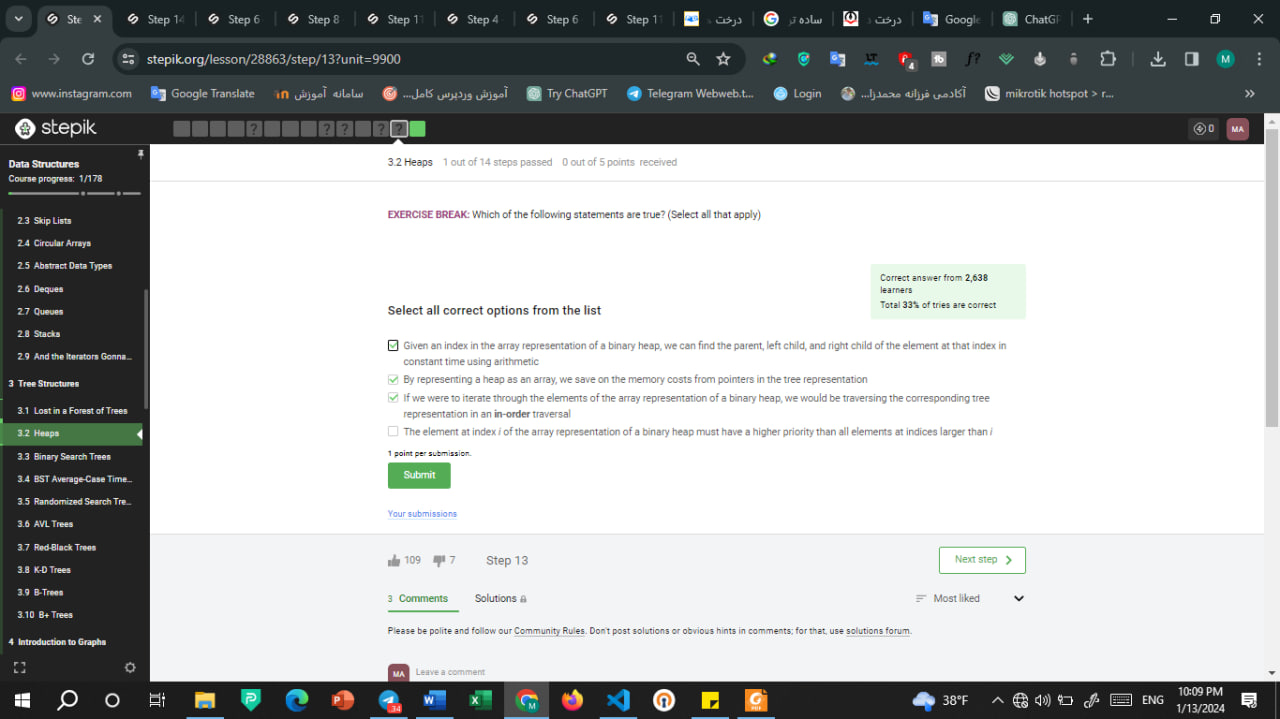 Ste
Step 14
Step 6
Step 8
Step 11
Step 4
Step 6
Step 11
درخت د
ساده تر
درخت د
Google
ChatGP
stepik.org/lesson/28863/step/13?unit=9900
www.instagram.com
Google Translate
سامانه آموزش
آموزش وردپرس کامل...
Try ChatGPT
Telegram Webweb.t...
Login
آکادمی فرزانه محمدزا...
mikrotik hotspot > r...
stepik
0
MA
Data Structures
Course progress: 1/178
2.3 Skip Lists
2.4 Circular Arrays
2.5 Abstract Data Types
2.6 Deques
2.7 Queues
2.8 Stacks
2.9 And the Iterators Gonna...
3 Tree Structures
3.1 Lost in a Forest of Trees
3.2 Heaps
3.3 Binary Search Trees
3.4 BST Average-Case Time...
3.5 Randomized Search Tre...
3.6 AVL Trees
3.7 Red-Black Trees
3.8 K-D Trees
3.9 B-Trees
3.10 B+ Trees
4 Introduction to Graphs
3.2 Heaps 1 out of 14 steps passed 0 out of 5 points received
EXERCISE BREAK: Which of the following statements are true? (Select all that apply)
Correct answer from 2,638
learners
Total 33% of tries are correct
Select all correct options from the list
Given an index in the array representation of a binary heap, we can find the parent, left child, and right child of the element at that index in
constant time using arithmetic
By representing a heap as an array, we save on the memory costs from pointers in the tree representation
If we were to iterate through the elements of the array representation of a binary heap, we would be traversing the corresponding tree
representation in an in-order traversal
The element at index i of the array representation of a binary heap must have a higher priority than all elements at indices larger than i
1 point per submission.
Submit
Your submissions
109 7 Step 13
Next step
3 Comments Solutions
Most liked
Please be polite and follow our Community Rules. Don't post solutions or obvious hints in comments; for that, use solutions forum.
MA Leave a comment
38°F
ENG
10:09 PM
1/13/2024